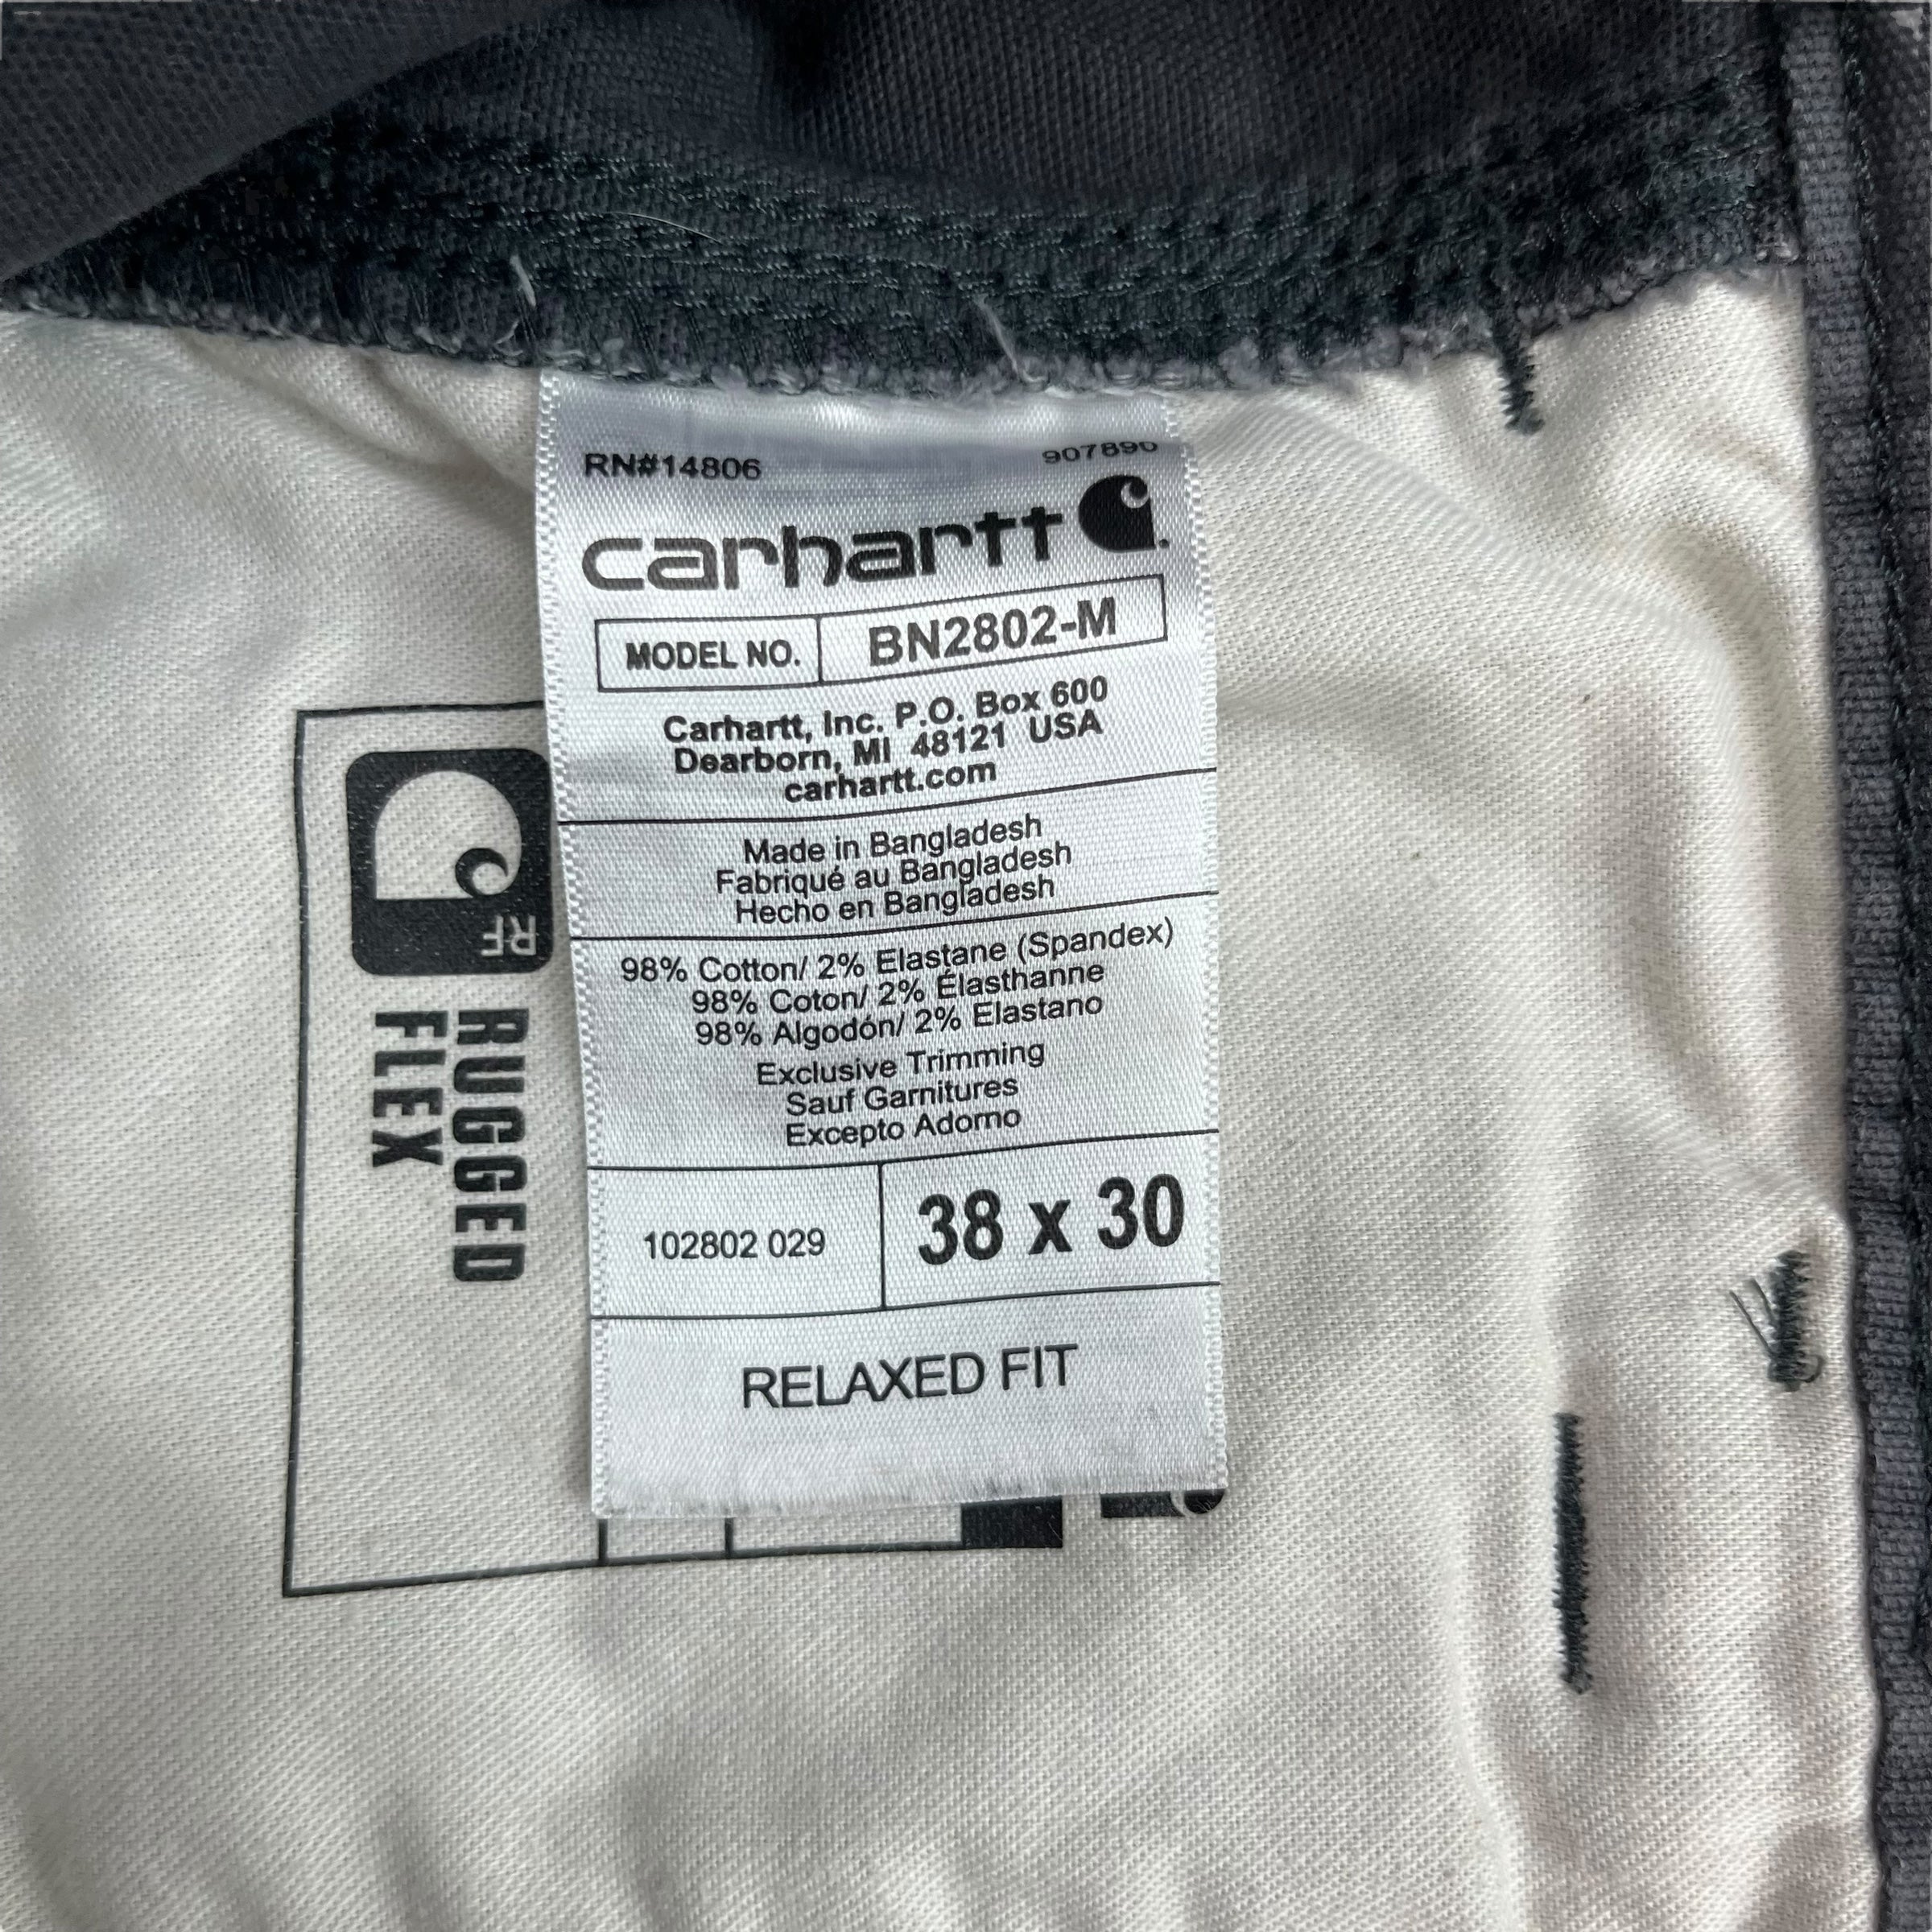 RN#14806 907890
carhartt
MODEL NO. BN2802-M
Carhartt, Inc. P.O. Box 600
Dearborn, MI 48121 USA
carhartt.com
Made in Bangladesh
Fabriqué au Bangladesh
Hecho en Bangladesh
98% Cotton/ 2% Elastane (Spandex)
98% Coton/ 2% Élasthanne
98% Algodón/ 2% Elastano
Exclusive Trimming
Sauf Garnitures
Excepto Adorno
102802 029 38 x 30
RELAXED FIT
RF
RUGGED
FLEX